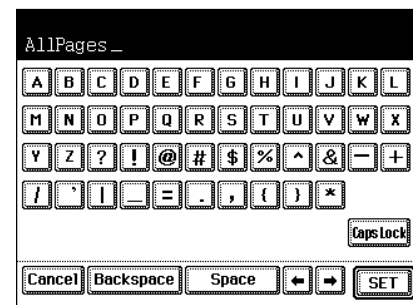 AllPages_
A B C D E F G H I J K L
M N O P Q R S T U V W X
Y Z ? ! @ # $ % ^ & — +
/ ` | _ = . , { } *
Caps Lock
Cancel Backspace Space ← → SET